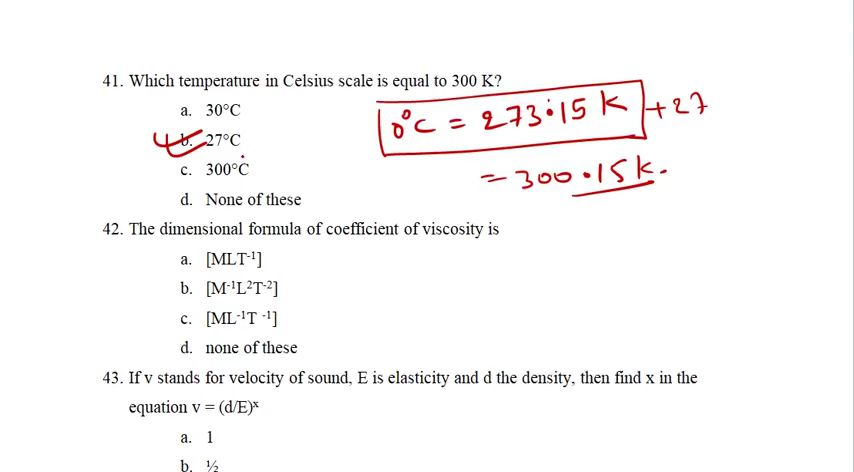 41. Which temperature in Celsius scale is equal to 300 K?
a. 30°C
0°C = 273.15 K +27
b. 27°C
c. 300°C
= 300.15 K.
d. None of these
42. The dimensional formula of coefficient of viscosity is
a. [MLT⁻¹]
b. [M⁻¹L²T⁻²]
c. [ML⁻¹T ⁻¹]
d. none of these
43. If v stands for velocity of sound, E is elasticity and d the density, then find x in the
equation v = (d/E)ˣ
a. 1
b. ½